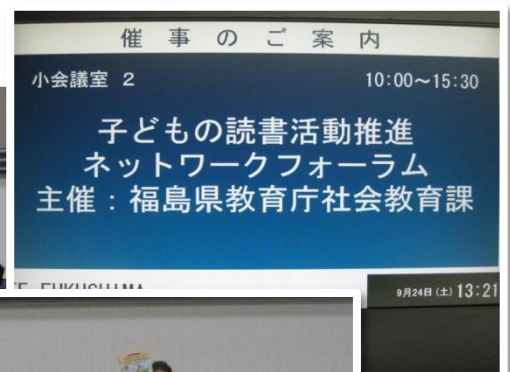 催事のご案内
小会議室 2 10:00～15:30
子どもの読書活動推進
ネットワークフォーラム
主催：福島県教育庁社会教育課
FUKUSHIMA
9月24日(土) 13:21